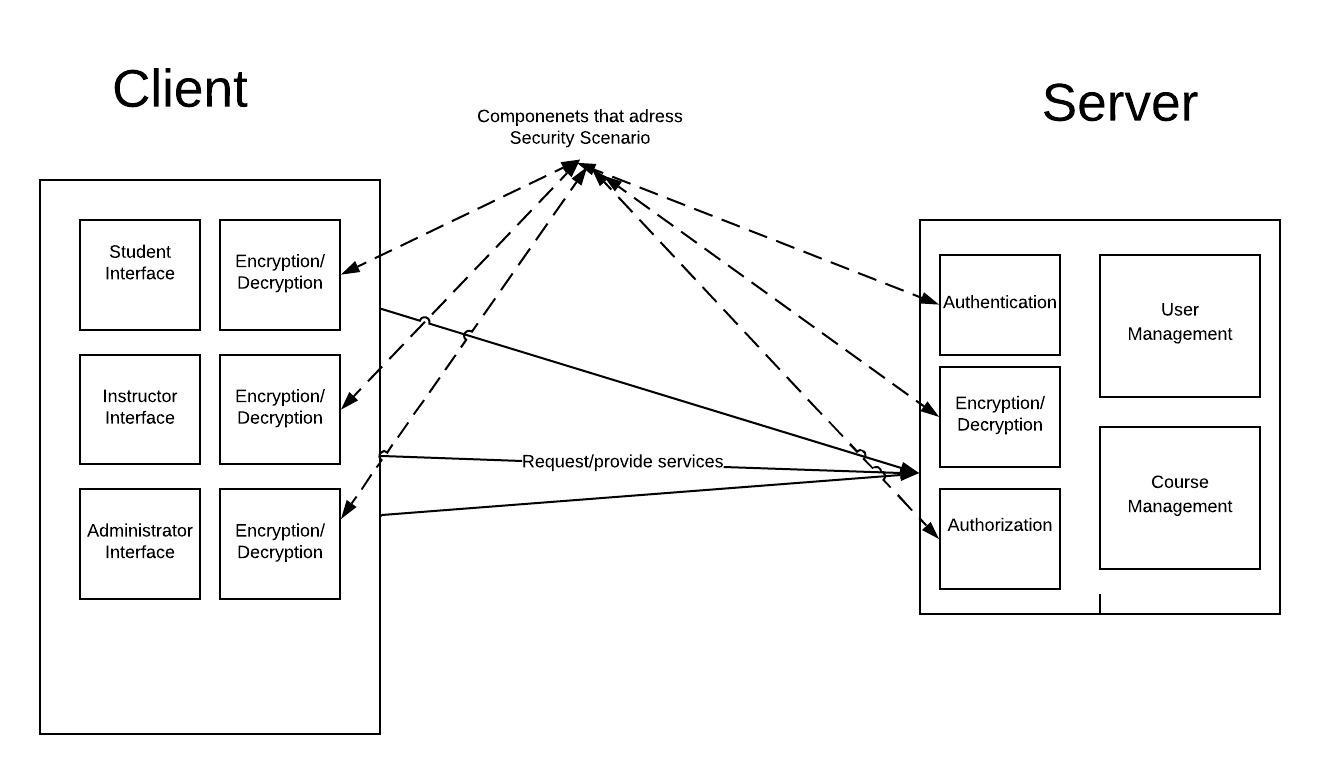 Client
Server
Componenets that adress
Security Scenario
Student
Interface
Encryption/
Decryption
Instructor
Interface
Encryption/
Decryption
Administrator
Interface
Encryption/
Decryption
Request/provide services
Authentication
Encryption/
Decryption
Authorization
User
Management
Course
Management